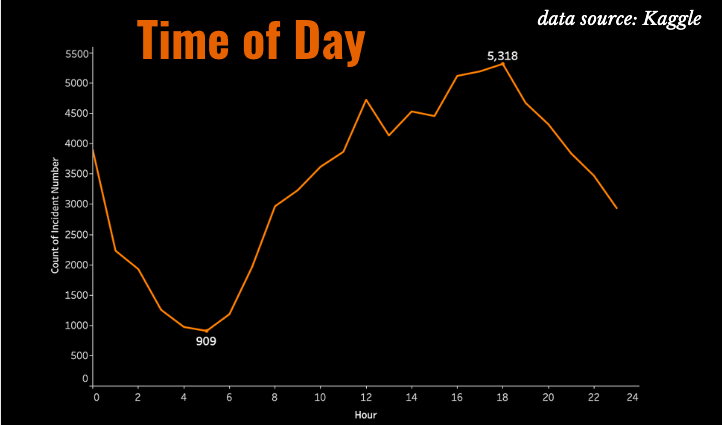 Time of Day
data source: Kaggle
5500
5000
4500
4000
3500
3000
2500
2000
1500
1000
500
0
Count of Incident Number
5,318
909
0 2 4 6 8 10 12 14 16 18 20 22 24
Hour